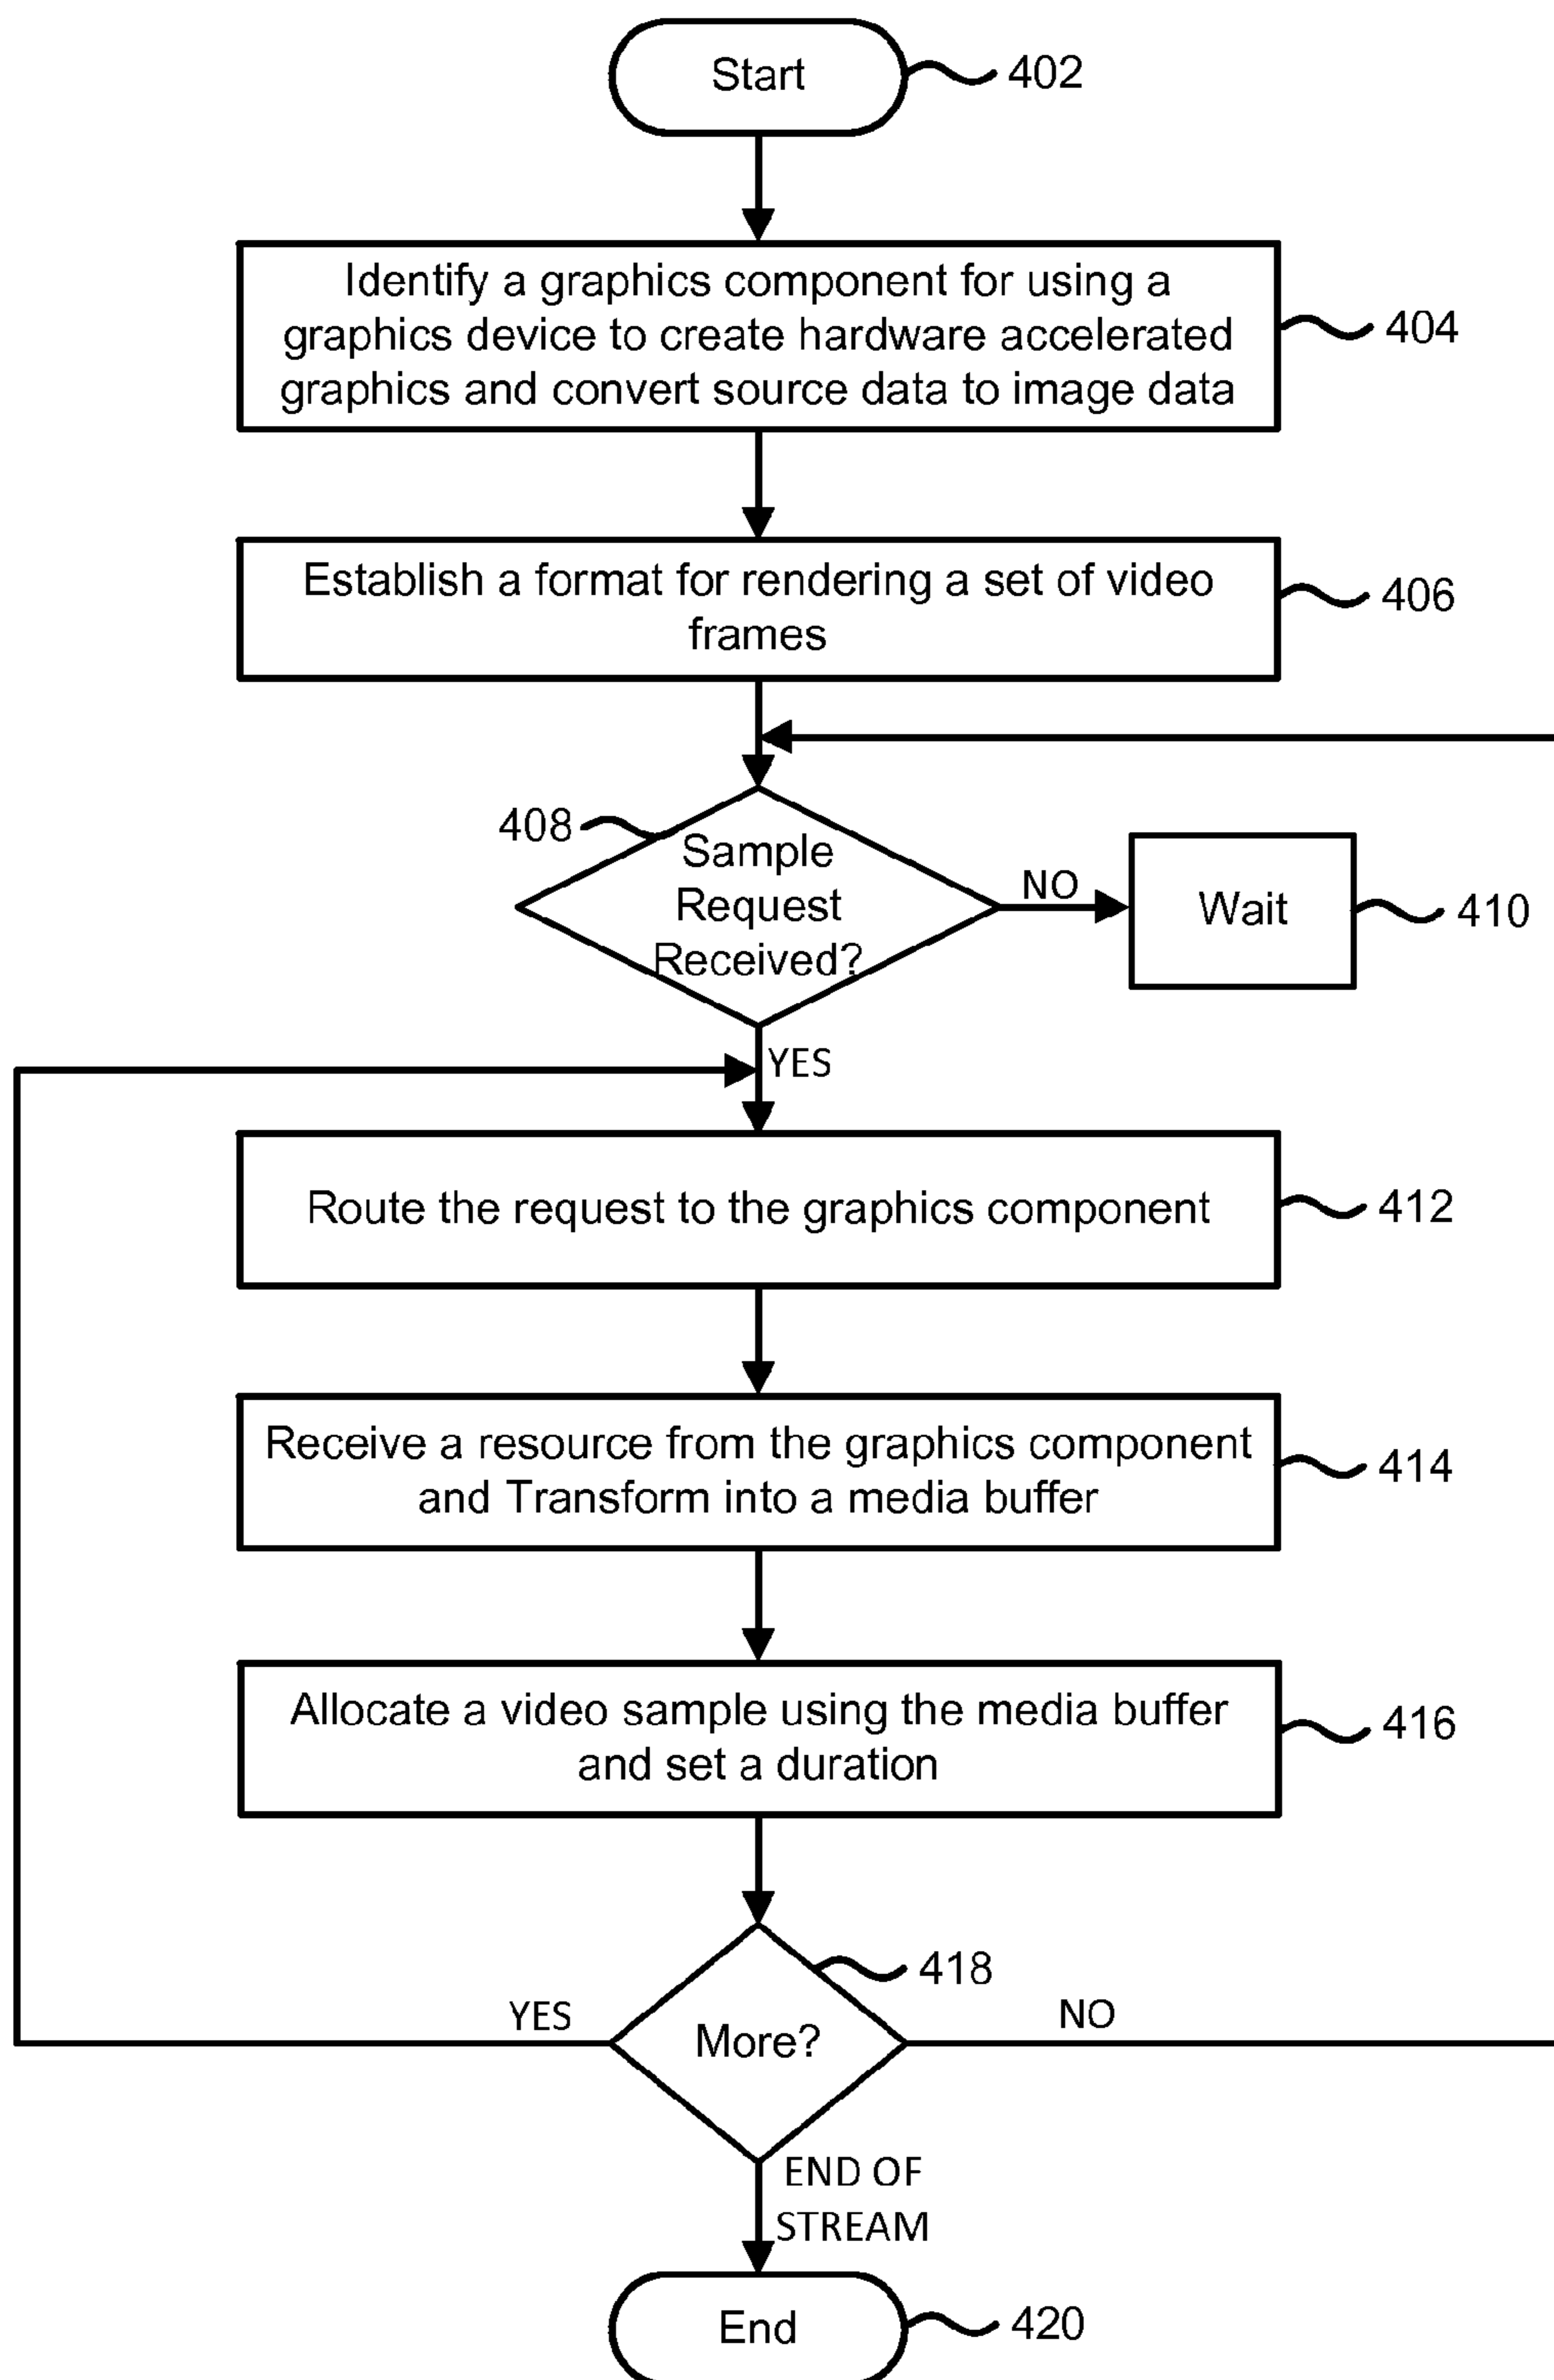 Start
402
Identify a graphics component for using a
graphics device to create hardware accelerated
graphics and convert source data to image data
404
Establish a format for rendering a set of video
frames
406
408
Sample
Request
Received?
NO
Wait
410
YES
Route the request to the graphics component
412
Receive a resource from the graphics component
and Transform into a media buffer
414
Allocate a video sample using the media buffer
and set a duration
416
418
YES
More?
NO
END OF
STREAM
End
420